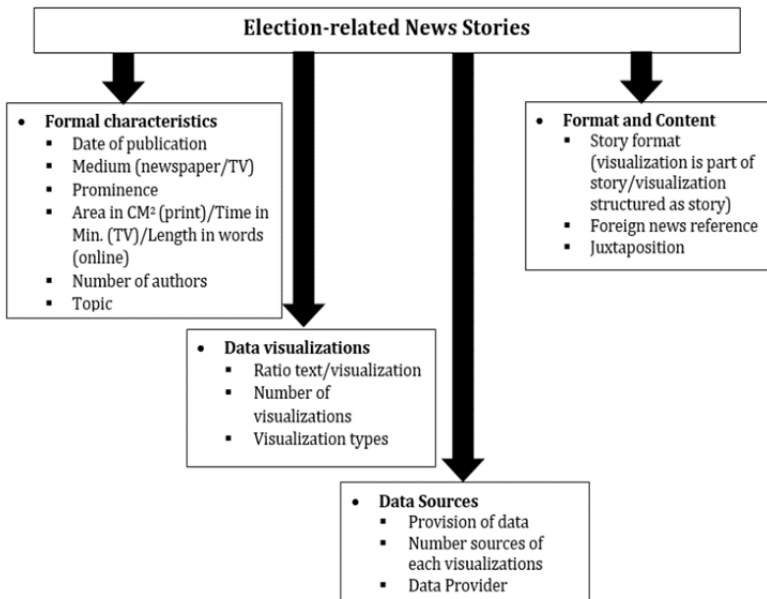 Election-related News Stories
• Formal characteristics
▪ Date of publication
▪ Medium (newspaper/TV)
▪ Prominence
▪ Area in CM² (print)/Time in
Min. (TV)/Length in words
(online)
▪ Number of authors
▪ Topic
• Format and Content
▪ Story format
(visualization is part of
story/visualization
structured as story)
▪ Foreign news reference
▪ Juxtaposition
• Data visualizations
▪ Ratio text/visualization
▪ Number of
visualizations
▪ Visualization types
• Data Sources
▪ Provision of data
▪ Number sources of
each visualizations
▪ Data Provider